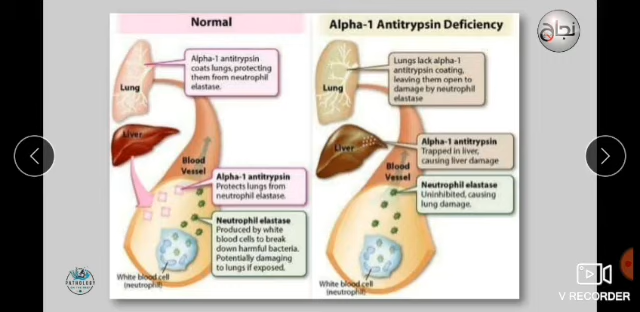 Normal
Alpha-1 antitrypsin
coats lungs, protecting
them from neutrophil
elastase.
Lung
Liver
Blood
Vessel
Alpha-1 antitrypsin
Protects lungs from
neutrophil elastase.
Neutrophil elastase
Produced by white
blood cells to break
down harmful bacteria.
Potentially damaging
to lungs if exposed.
White blood cell
(neutrophil)
Alpha-1 Antitrypsin Deficiency
Lungs lack alpha-1
antitrypsin coating,
leaving them open to
damage by neutrophil
elastase
Lung
Liver
Alpha-1 antitrypsin
Trapped in liver,
causing liver damage
Blood
Vessel
Neutrophil elastase
Uninhibited, causing
lung damage.
White blood cell
(neutrophil)
نجاح
PATHOLOGY
V RECORDER